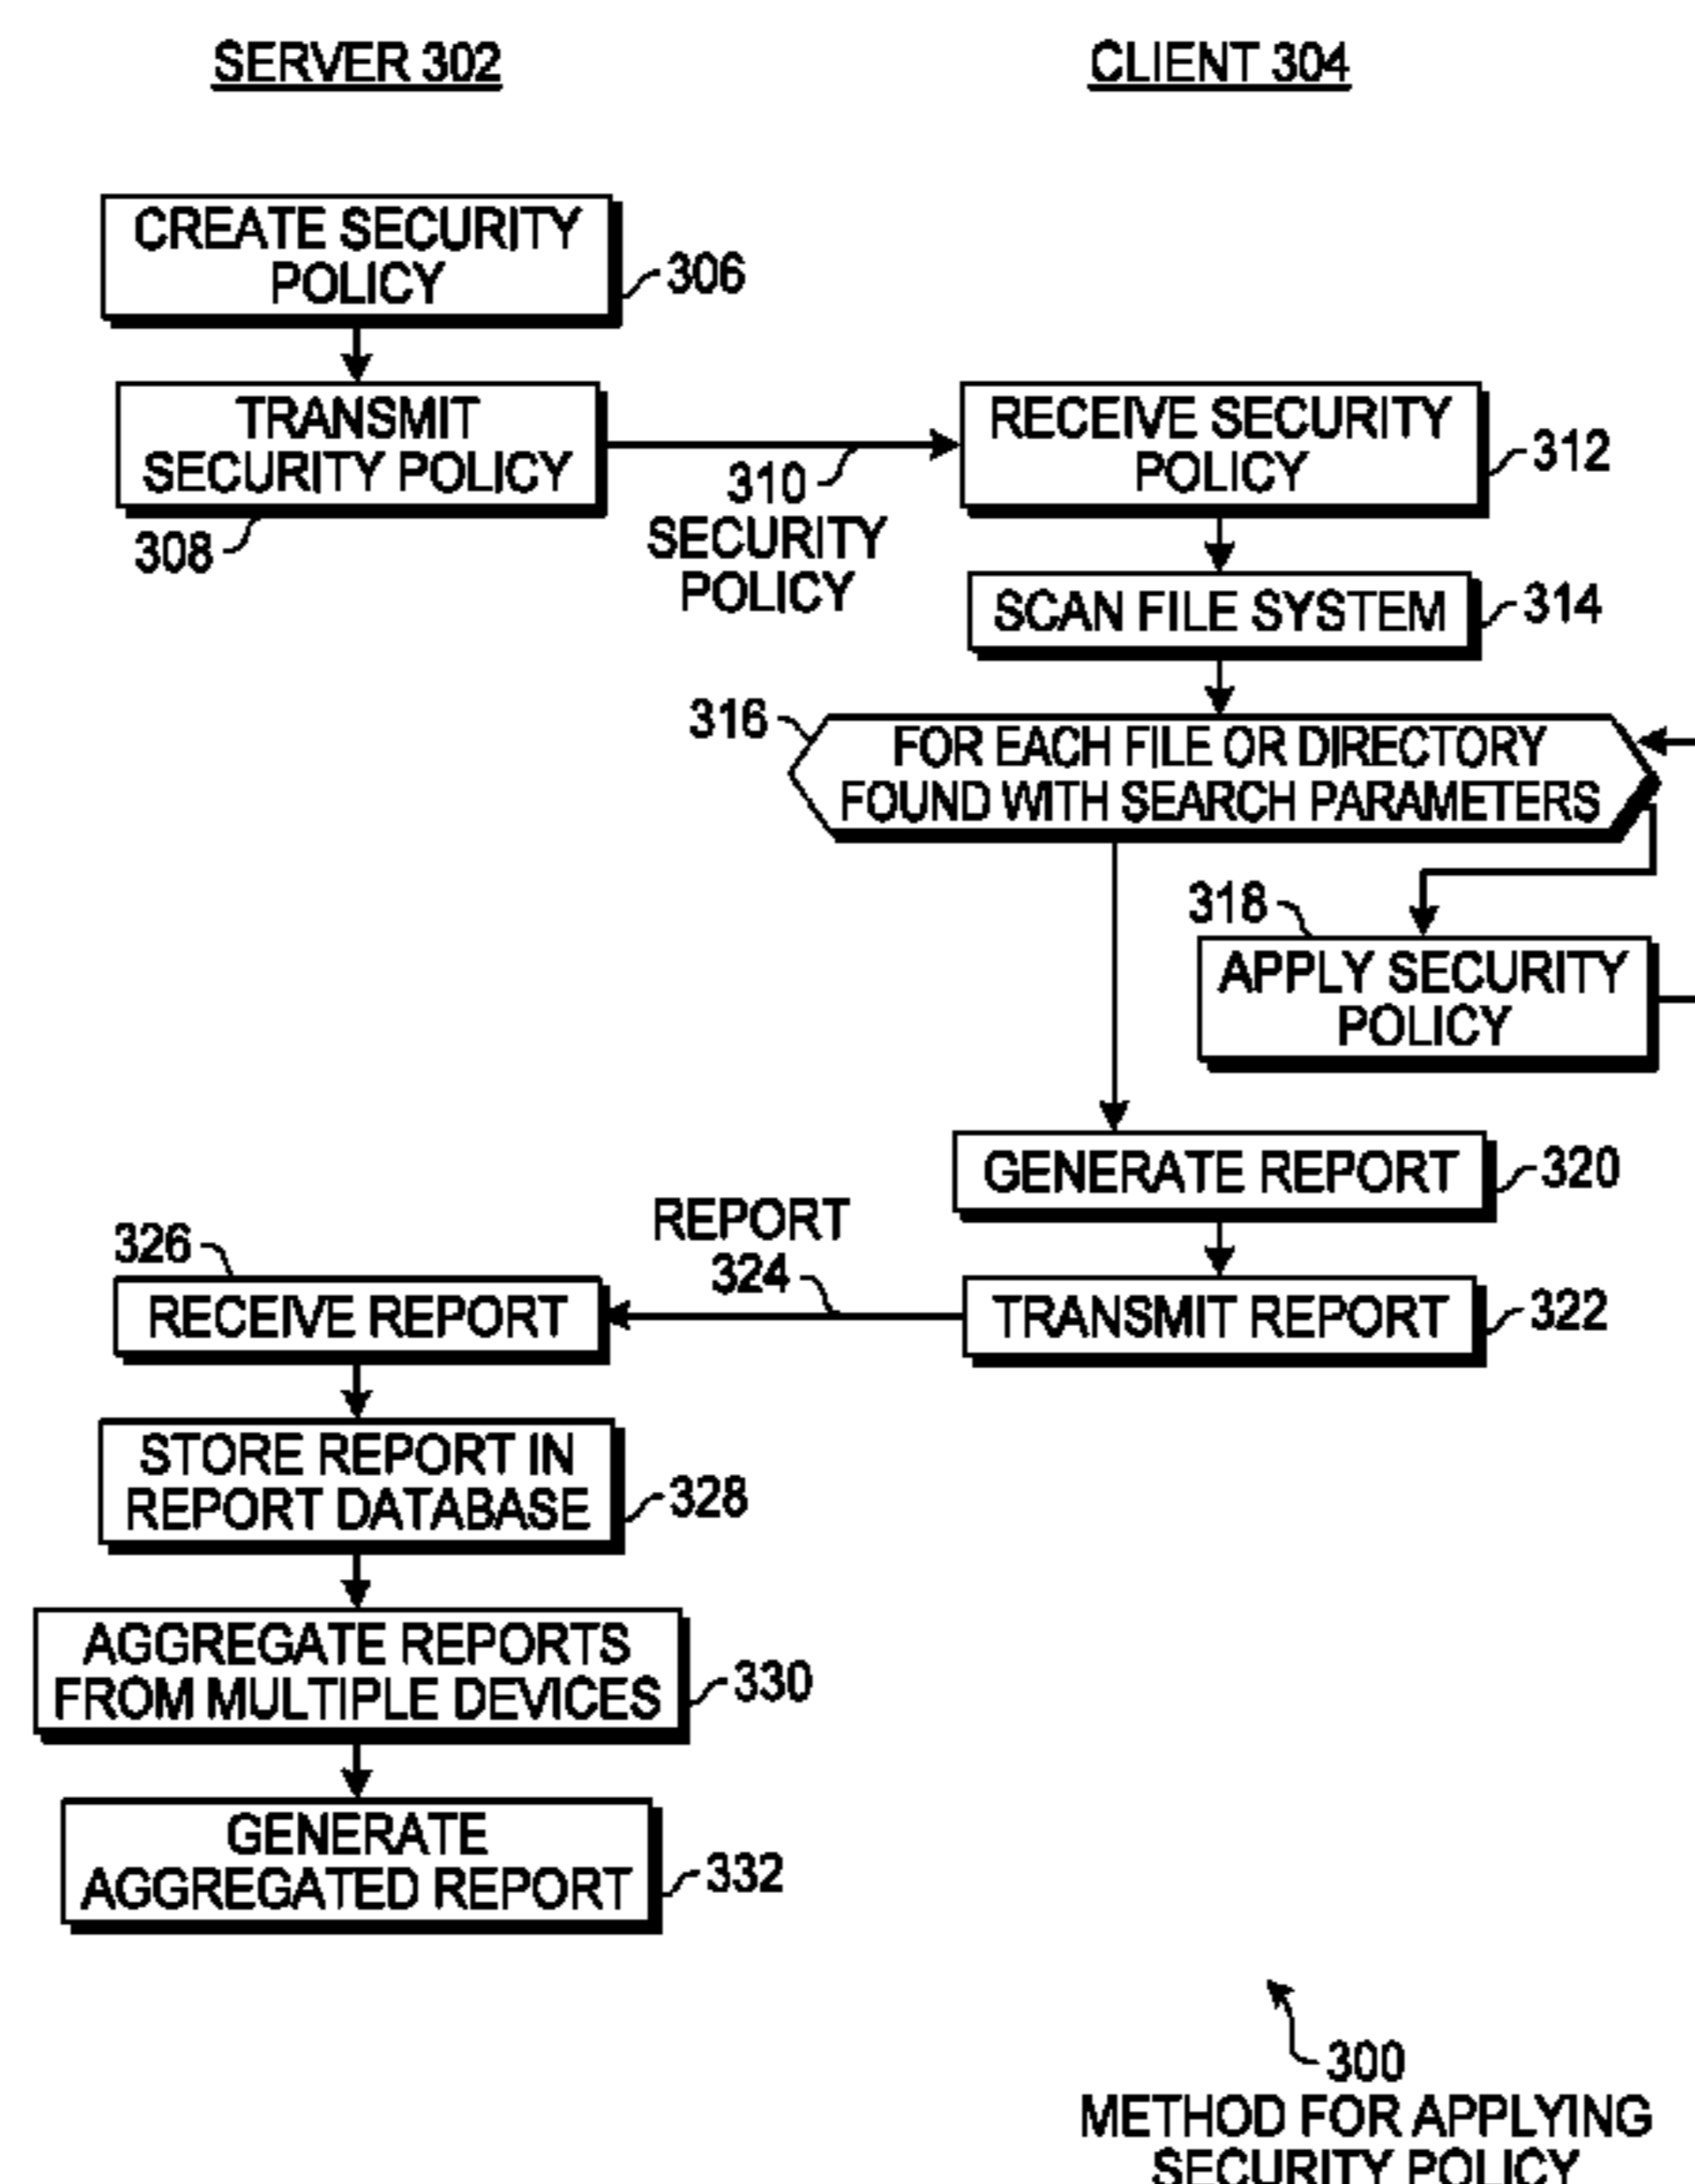 SERVER 302
CLIENT 304
CREATE SECURITY
POLICY
306
TRANSMIT
SECURITY POLICY
308
310
SECURITY
POLICY
RECEIVE SECURITY
POLICY
312
SCAN FILE SYSTEM
314
316
FOR EACH FILE OR DIRECTORY
FOUND WITH SEARCH PARAMETERS
318
APPLY SECURITY
POLICY
GENERATE REPORT
320
TRANSMIT REPORT
322
REPORT
324
326
RECEIVE REPORT
STORE REPORT IN
REPORT DATABASE
328
AGGREGATE REPORTS
FROM MULTIPLE DEVICES
330
GENERATE
AGGREGATED REPORT
332
300
METHOD FOR APPLYING
SECURITY POLICY